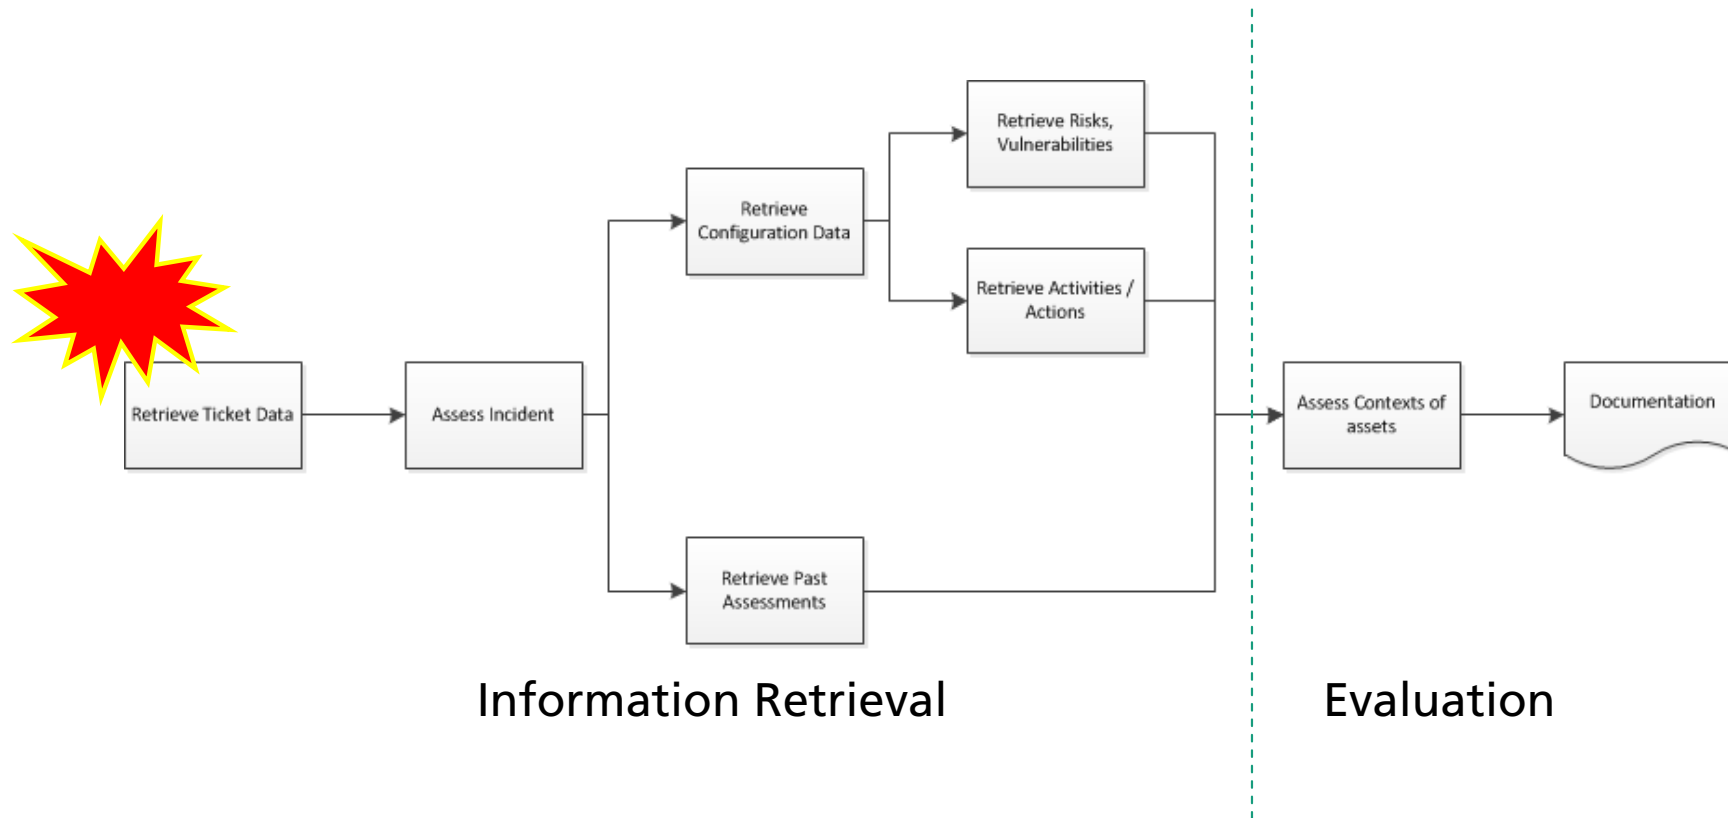 Retrieve Risks,
Vulnerabilities
Retrieve
Configuration Data
Retrieve Activities /
Actions
Retrieve Ticket Data
Assess Incident
Assess Contexts of
assets
Documentation
Retrieve Past
Assessments
Information Retrieval
Evaluation